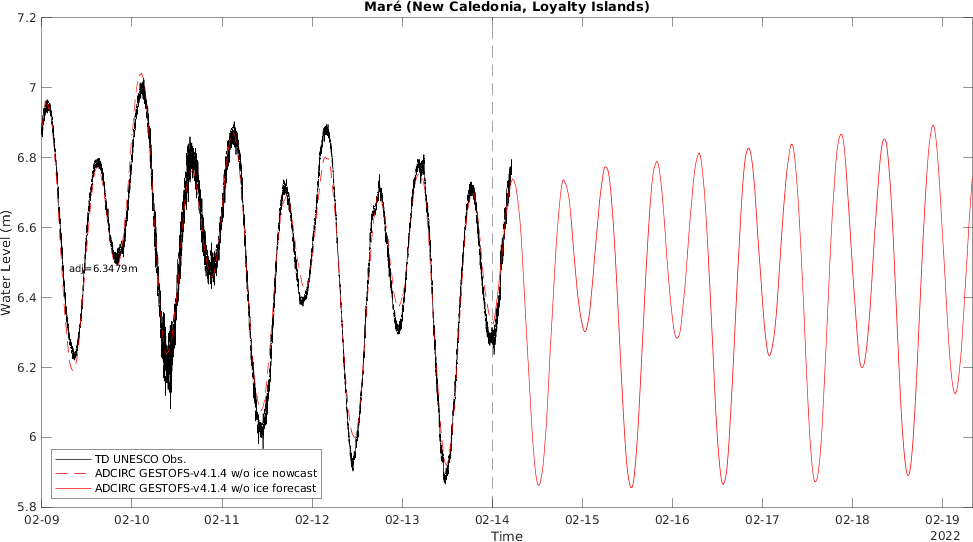 Maré (New Caledonia, Loyalty Islands)
7.2
7
6.8
6.6
6.4
6.2
6
5.8
Water Level (m)
adj=6.3479m
TD UNESCO Obs.
ADCIRC GESTOFS-v4.1.4 w/o ice nowcast
ADCIRC GESTOFS-v4.1.4 w/o ice forecast
02-09 02-10 02-11 02-12 02-13 02-14 02-15 02-16 02-17 02-18 02-19
Time
2022